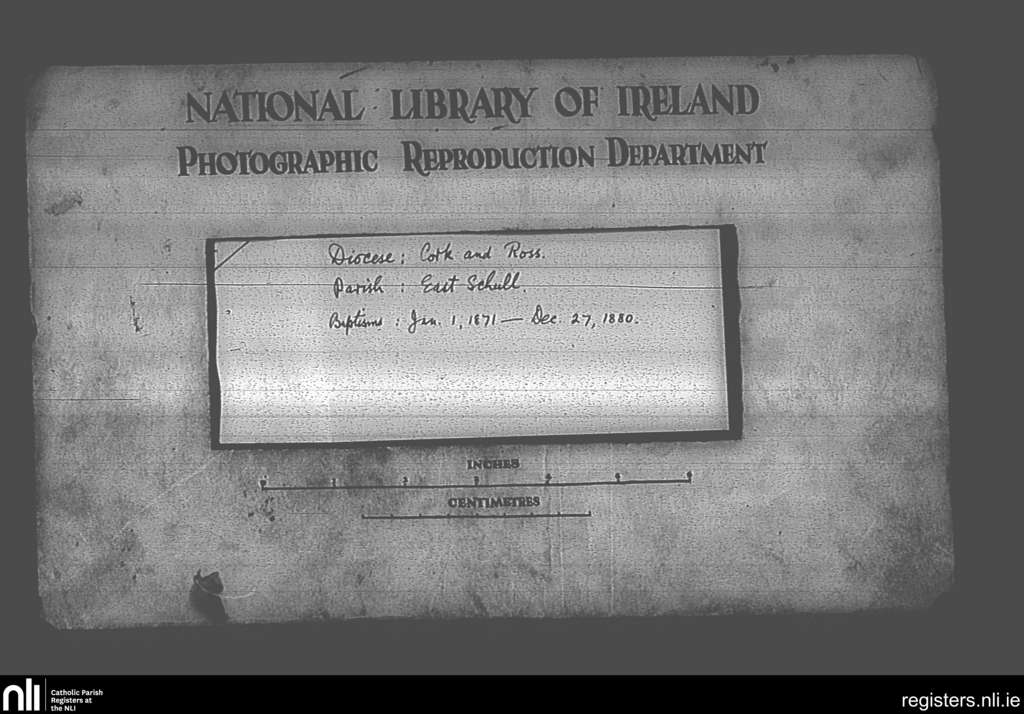 NATIONAL LIBRARY OF IRELAND
PHOTOGRAPHIC REPRODUCTION DEPARTMENT
Diocese: Cork and Ross.
Parish: East Schull.
Baptisms: Jan. 1, 1871 — Dec. 27, 1880.
INCHES
CENTIMETRES
nli
Catholic Parish
Registers at
the NLI
registers.nli.ie